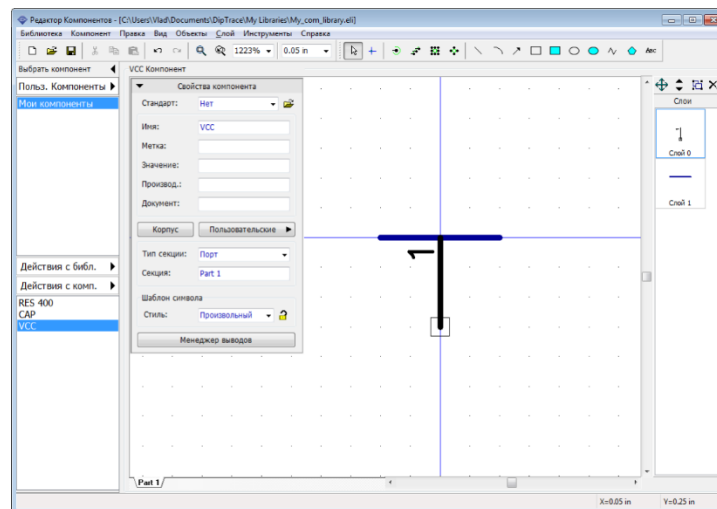 Редактор Компонентов - [C:\Users\Vlad\Documents\DipTrace\My Libraries\My_com_library.eli]
Библиотека Компонент Правка Вид Объекты Слой Инструменты Справка
1223% 0.05 in Abc
Выбрать компонент VCC Компонент
Польз. Компоненты
Мои компоненты
Свойства компонента
Стандарт: Нет
Имя: VCC
Метка:
Значение:
Производ.:
Документ:
Корпус Пользовательские
Тип секции: Порт
Секция: Part 1
Шаблон символа
Стиль: Произвольный
Менеджер выводов
1
Слои
Слой 0
Слой 1
Действия с библ.
Действия с комп.
RES 400
CAP
VCC
Part 1
X=0.05 in Y=0.25 in